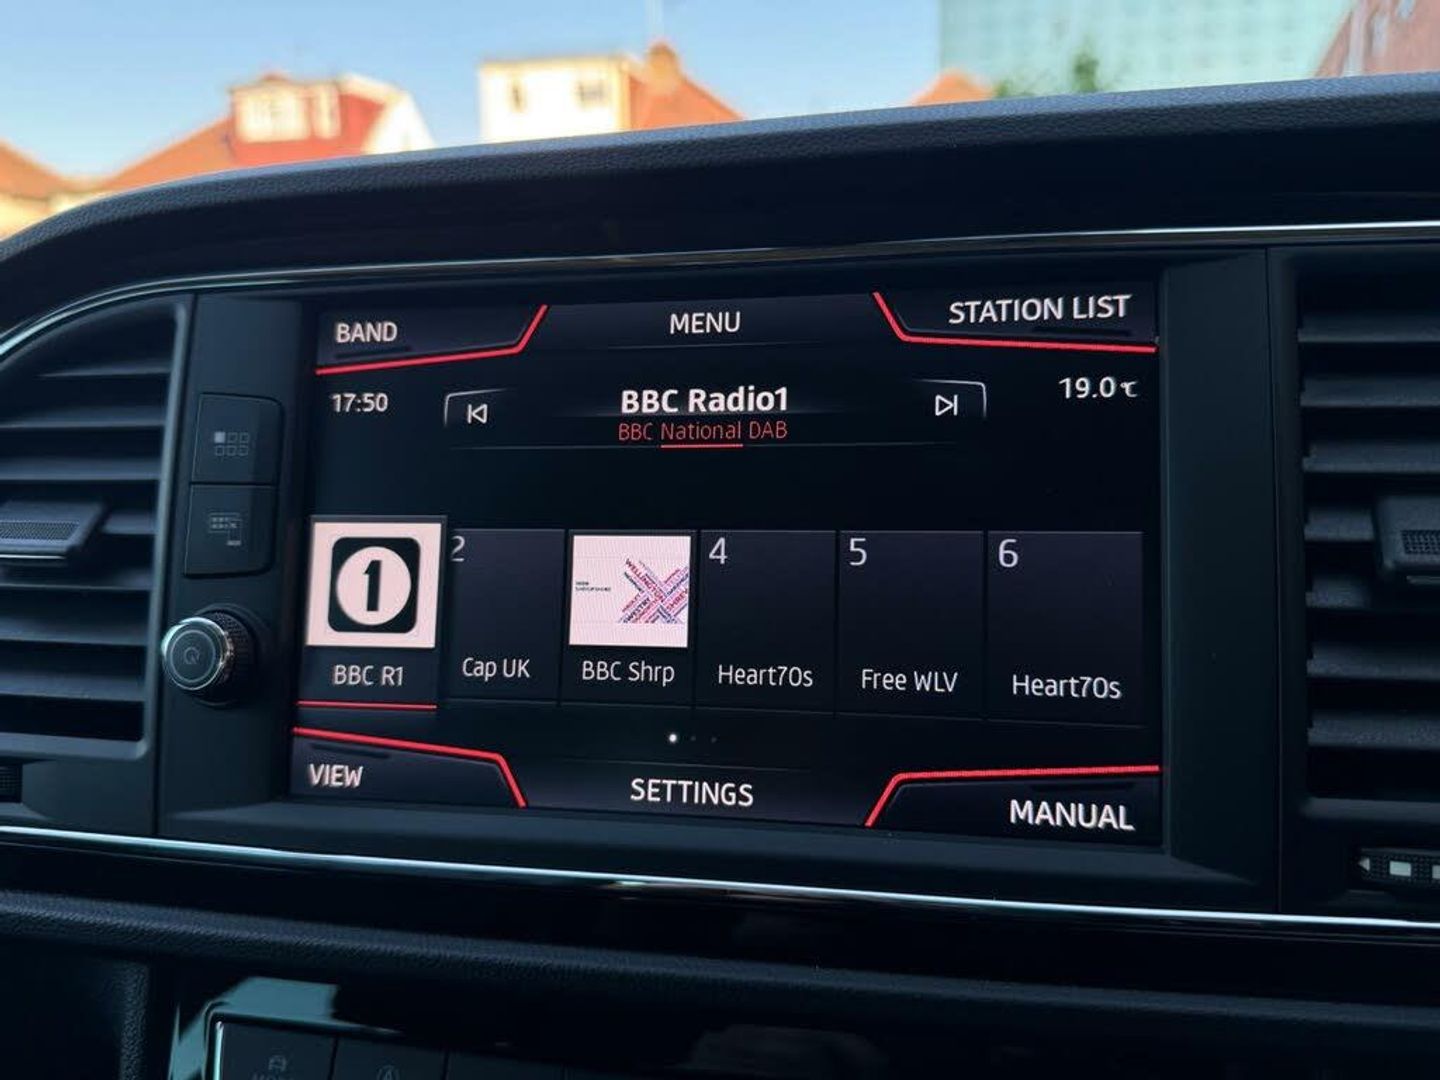 BAND
MENU
STATION LIST
17:50
BBC Radio1
19.0℃
BBC National DAB
1
2
4
5
6
WELLINGTON
BBC R1
Cap UK
BBC Shrp
Heart70s
Free WLV
Heart70s
VIEW
SETTINGS
MANUAL